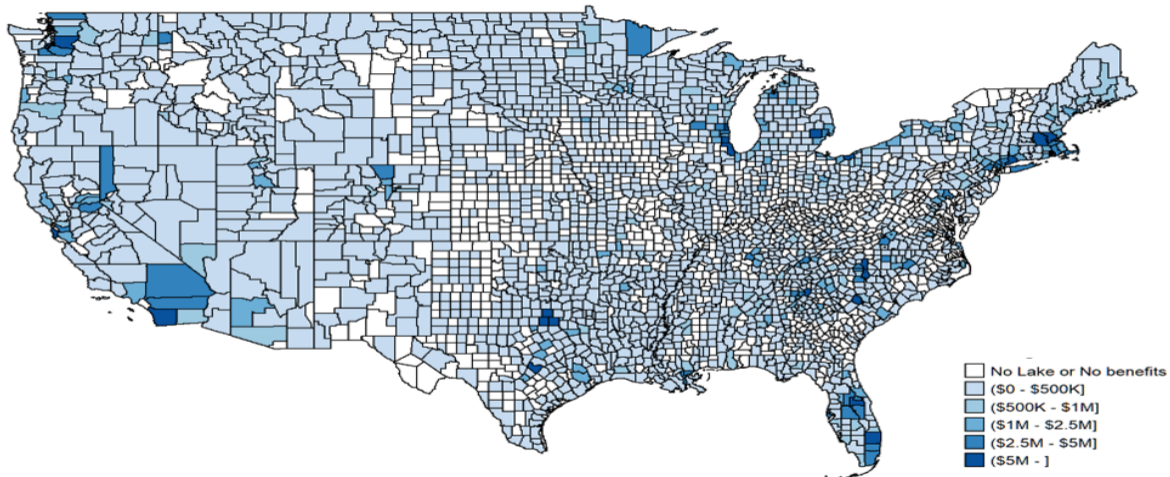 No Lake or No benefits
($0 - $500K]
($500K - $1M]
($1M - $2.5M]
($2.5M - $5M]
($5M - ]